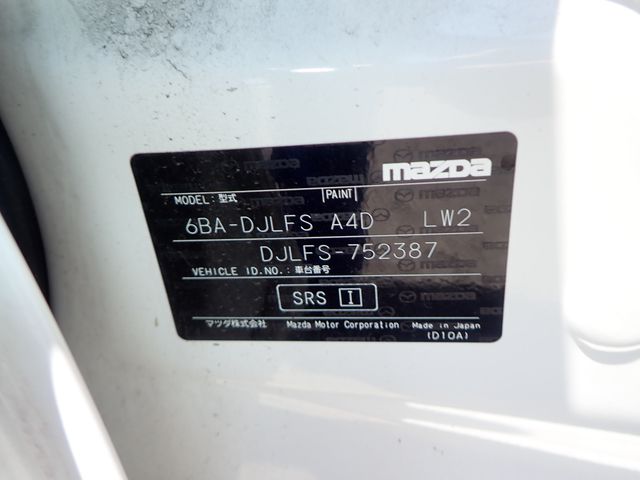 mazda
MODEL:型式 PAINT
6BA-DJLFS A4D LW2
DJLFS-752387
VEHICLE ID.NO.:車台番号
SRS I
マツダ株式会社 Mazda Motor Corporation Made in Japan
(D10A)